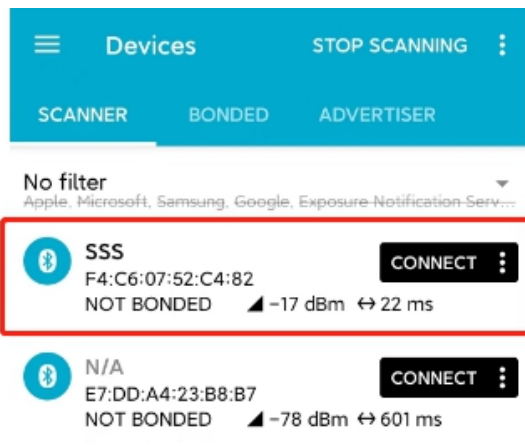 Devices STOP SCANNING
SCANNER BONDED ADVERTISER
No filter
Apple, Microsoft, Samsung, Google, Exposure Notification Serv...
SSS
CONNECT
F4:C6:07:52:C4:82
NOT BONDED -17 dBm ↔ 22 ms
N/A
CONNECT
E7:DD:A4:23:B8:B7
NOT BONDED -78 dBm ↔ 601 ms